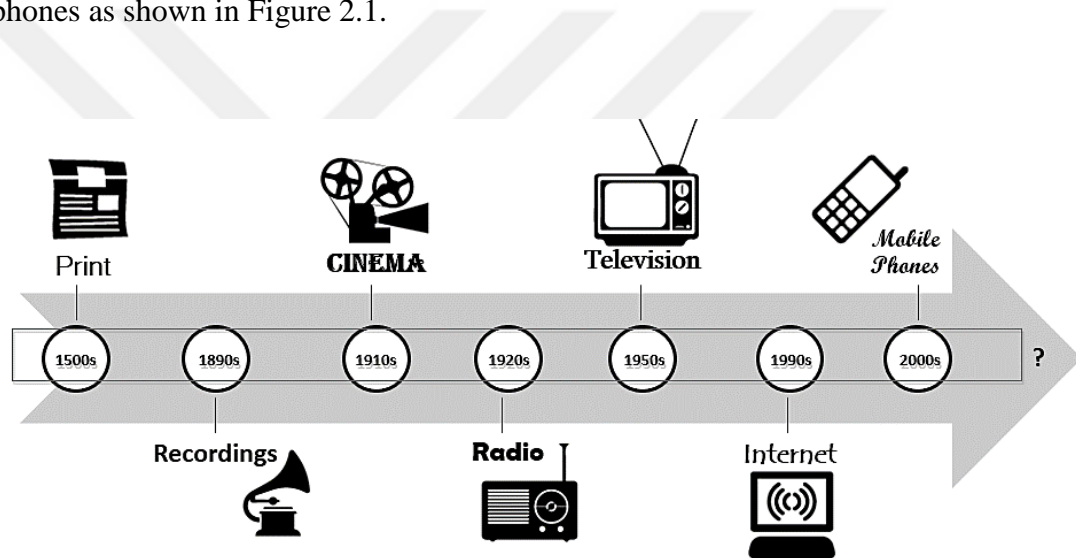 phones as shown in Figure 2.1.
Print
CINEMA
Television
Mobile
Phones
1500s
1890s
1910s
1920s
1950s
1990s
2000s
?
Recordings
Radio
Internet